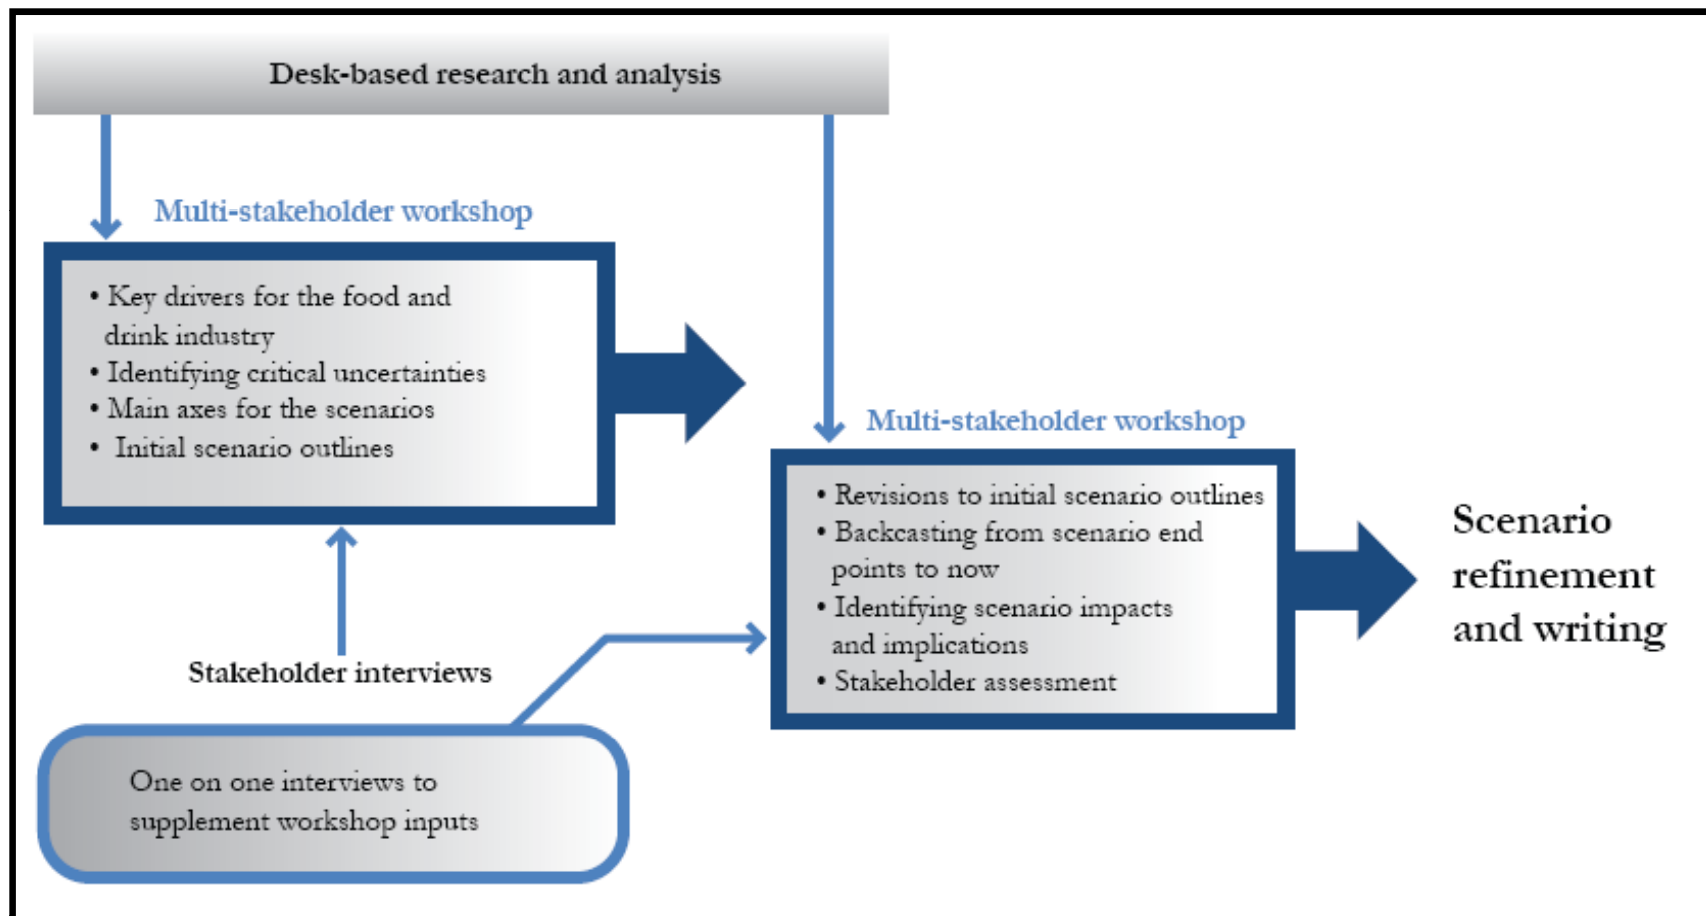 Desk-based research and analysis
Multi-stakeholder workshop
• Key drivers for the food and
drink industry
• Identifying critical uncertainties
• Main axes for the scenarios
• Initial scenario outlines
Multi-stakeholder workshop
• Revisions to initial scenario outlines
• Backcasting from scenario end
points to now
• Identifying scenario impacts
and implications
• Stakeholder assessment
Scenario
refinement
and writing
Stakeholder interviews
One on one interviews to
supplement workshop inputs